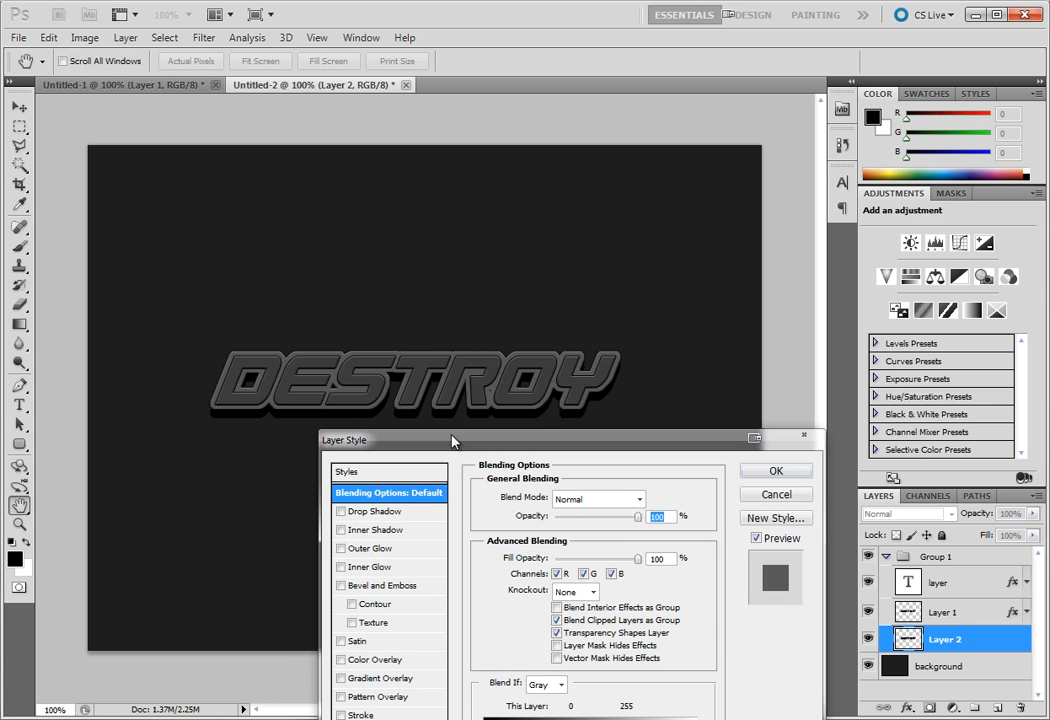 Ps Br Mb 100% ESSENTIALS DESIGN PAINTING CS Live
File Edit Image Layer Select Filter Analysis 3D View Window Help
Scroll All Windows Actual Pixels Fit Screen Fill Screen Print Size
Untitled-1 @ 100% (Layer 1, RGB/8) * Untitled-2 @ 100% (Layer 2, RGB/8) *
COLOR SWATCHES STYLES
Mb
R 0
G 0
B 0
A
ADJUSTMENTS MASKS
Add an adjustment
Levels Presets
Curves Presets
Exposure Presets
Hue/Saturation Presets
Black & White Presets
Channel Mixer Presets
Selective Color Presets
DESTROY
T
Layer Style
Styles
Blending Options: Default
Drop Shadow
Inner Shadow
Outer Glow
Inner Glow
Bevel and Emboss
Contour
Texture
Satin
Color Overlay
Gradient Overlay
Pattern Overlay
Stroke
Blending Options
General Blending
Blend Mode: Normal
Opacity: 100 %
Advanced Blending
Fill Opacity: 100 %
Channels: R G B
Knockout: None
Blend Interior Effects as Group
Blend Clipped Layers as Group
Transparency Shapes Layer
Layer Mask Hides Effects
Vector Mask Hides Effects
Blend If: Gray
This Layer: 0 255
OK
Cancel
New Style...
Preview
LAYERS CHANNELS PATHS
Normal Opacity: 100%
Lock: Fill: 100%
Group 1
T layer fx
Layer 1 fx
Layer 2
background
fx
100% Doc: 1.37M/2.25M